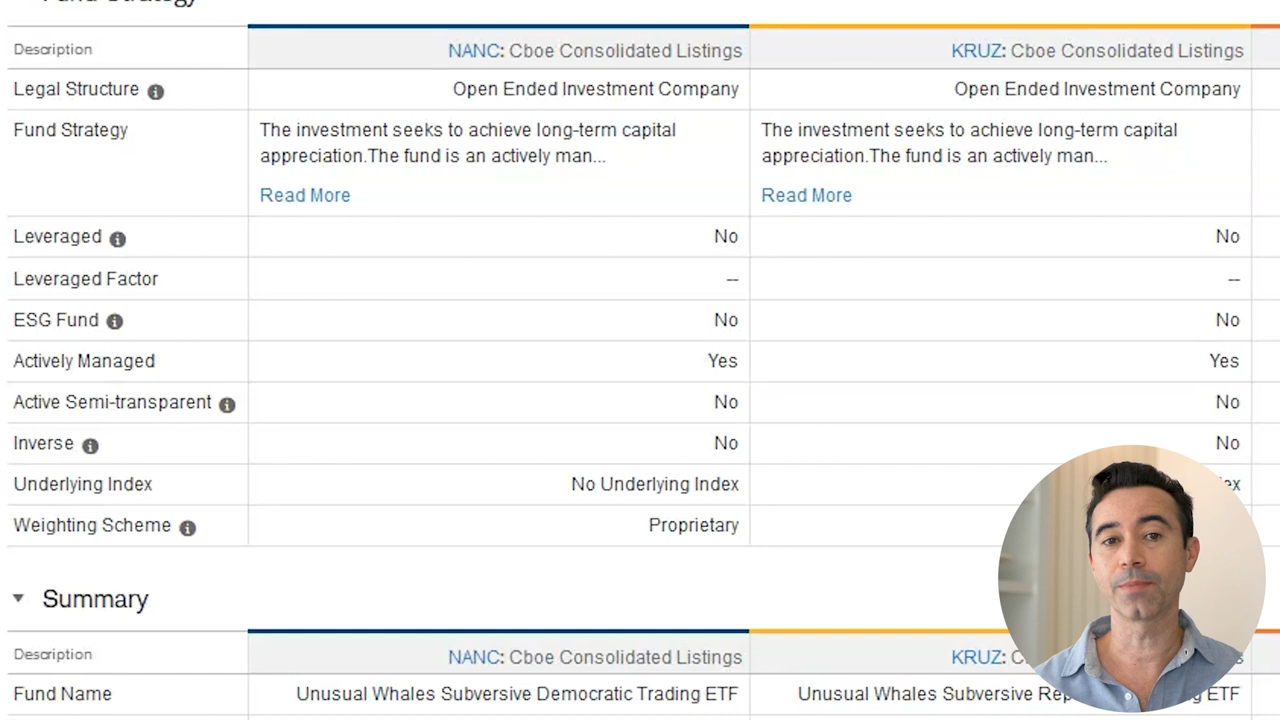 Description NANC: Cboe Consolidated Listings KRUZ: Cboe Consolidated Listings
Legal Structure Open Ended Investment Company Open Ended Investment Company
Fund Strategy The investment seeks to achieve long-term capital The investment seeks to achieve long-term capital
appreciation.The fund is an actively man... appreciation.The fund is an actively man...
Read More Read More
Leveraged No No
Leveraged Factor -- --
ESG Fund No No
Actively Managed Yes Yes
Active Semi-transparent No No
Inverse No No
Underlying Index No Underlying Index
Weighting Scheme Proprietary
Summary
Description NANC: Cboe Consolidated Listings KRUZ:
Fund Name Unusual Whales Subversive Democratic Trading ETF Unusual Whales Subversive ETF